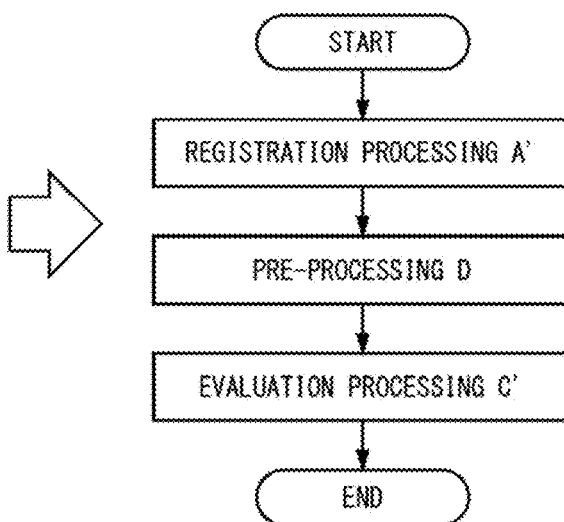 START
REGISTRATION PROCESSING A'
PRE-PROCESSING D
EVALUATION PROCESSING C'
END